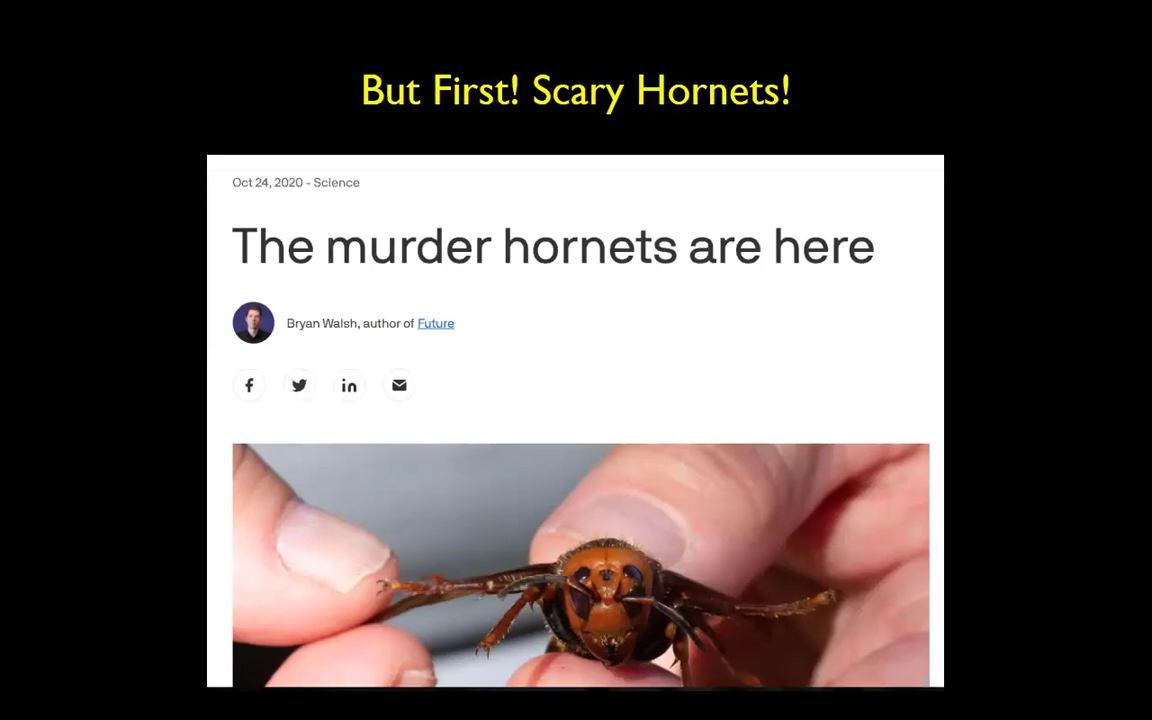 But First! Scary Hornets!
Oct 24, 2020 - Science
The murder hornets are here
Bryan Walsh, author of Future